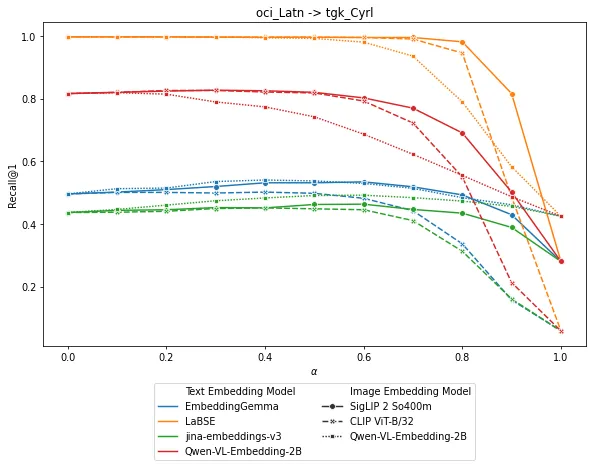 oci_Latn -> tgk_Cyrl
Recall@1
1.0
0.8
0.6
0.4
0.2
0.0 0.2 0.4 0.6 0.8 1.0
α
Text Embedding Model
EmbeddingGemma
LaBSE
jina-embeddings-v3
Qwen-VL-Embedding-2B
Image Embedding Model
SigLIP 2 So400m
CLIP ViT-B/32
Qwen-VL-Embedding-2B